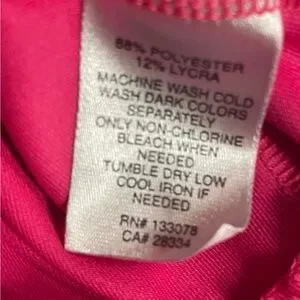 88% POLYESTER
12% LYCRA
MACHINE WASH COLD
WASH DARK COLORS
SEPARATELY
ONLY NON-CHLORINE
BLEACH WHEN
NEEDED
TUMBLE DRY LOW
COOL IRON IF
NEEDED
RN# 133078
CA# 28334